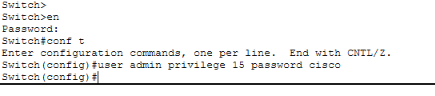 Switch>
Switch>en
Password:
Switch#conf t
Enter configuration commands, one per line.  End with CNTL/Z.
Switch(config)#user admin privilege 15 password cisco
Switch(config)#